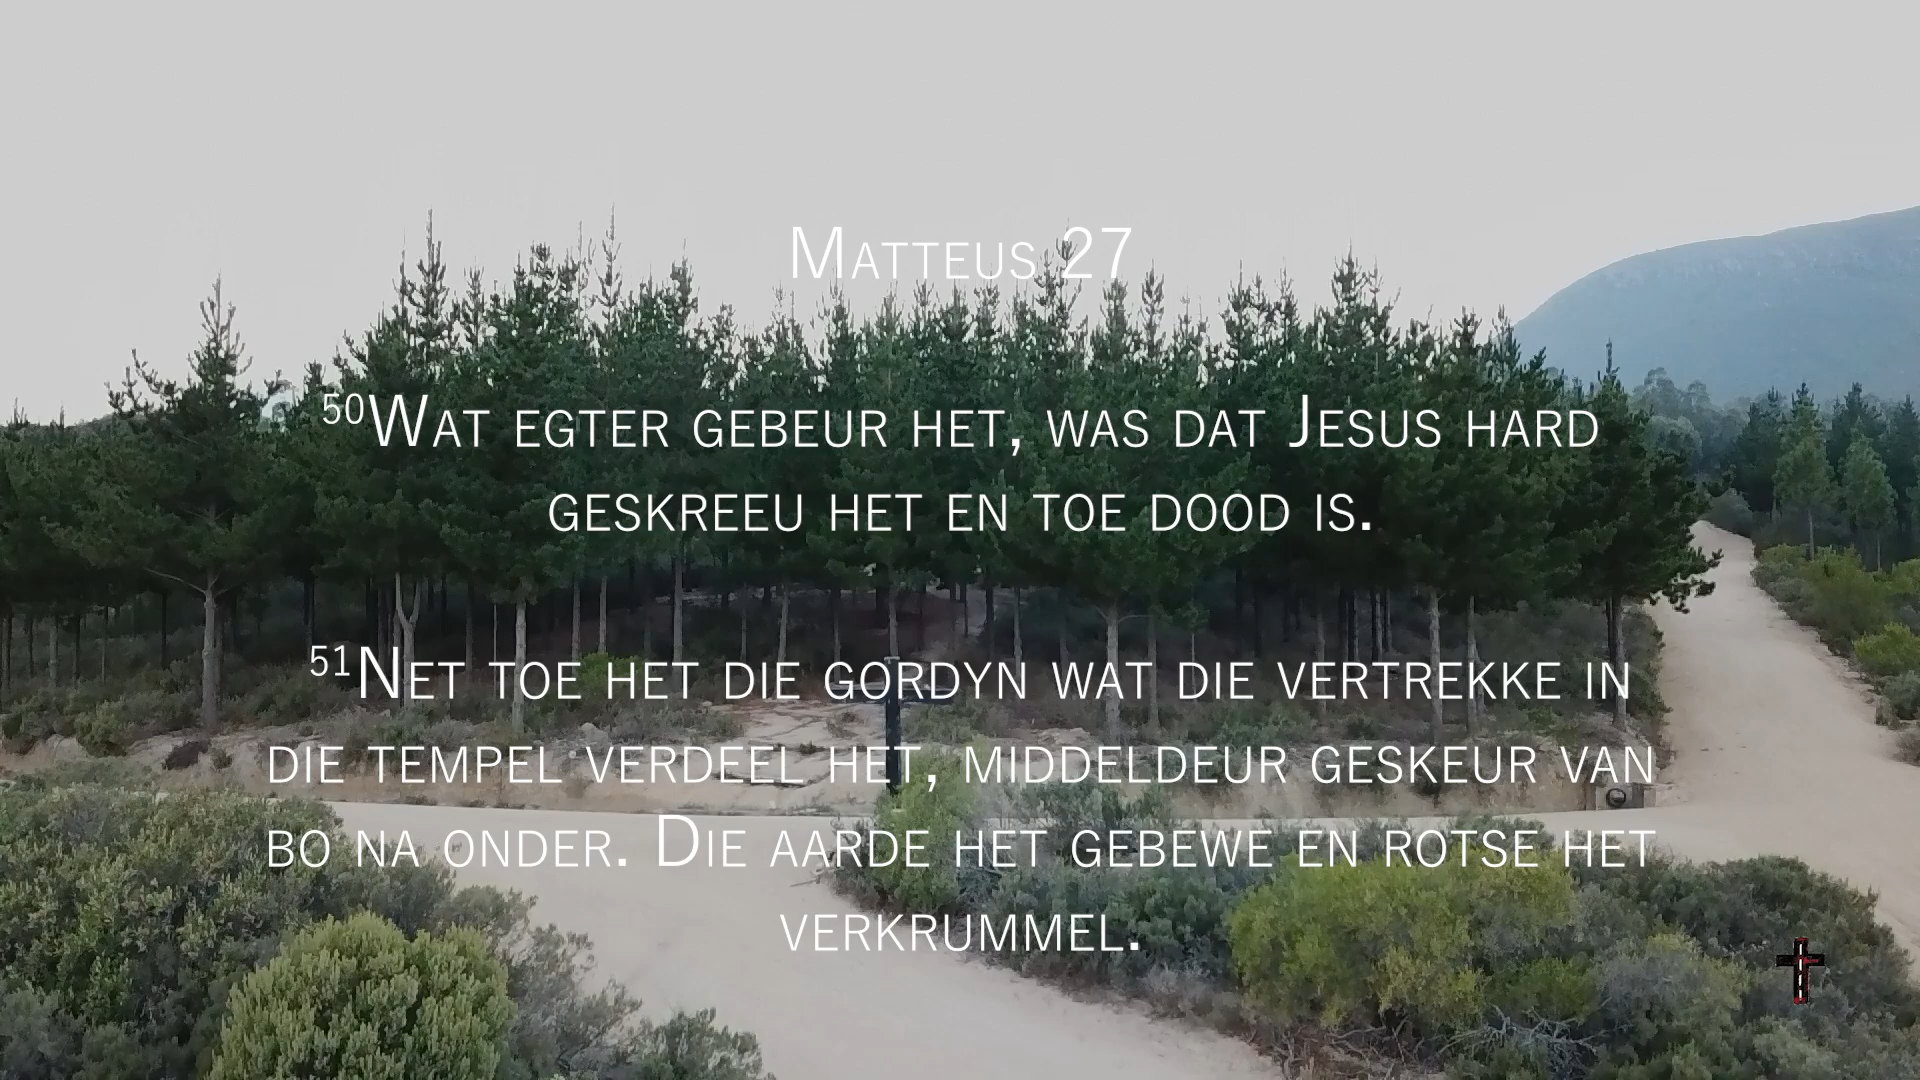 Matteus 27
50Wat egter gebeur het, was dat Jesus hard
geskreeu het en toe dood is.
51Net toe het die gordyn wat die vertrekke in
die tempel verdeel het, middeldeur geskeur van
bo na onder. Die aarde het gebewe en rotse het
verkrummel.